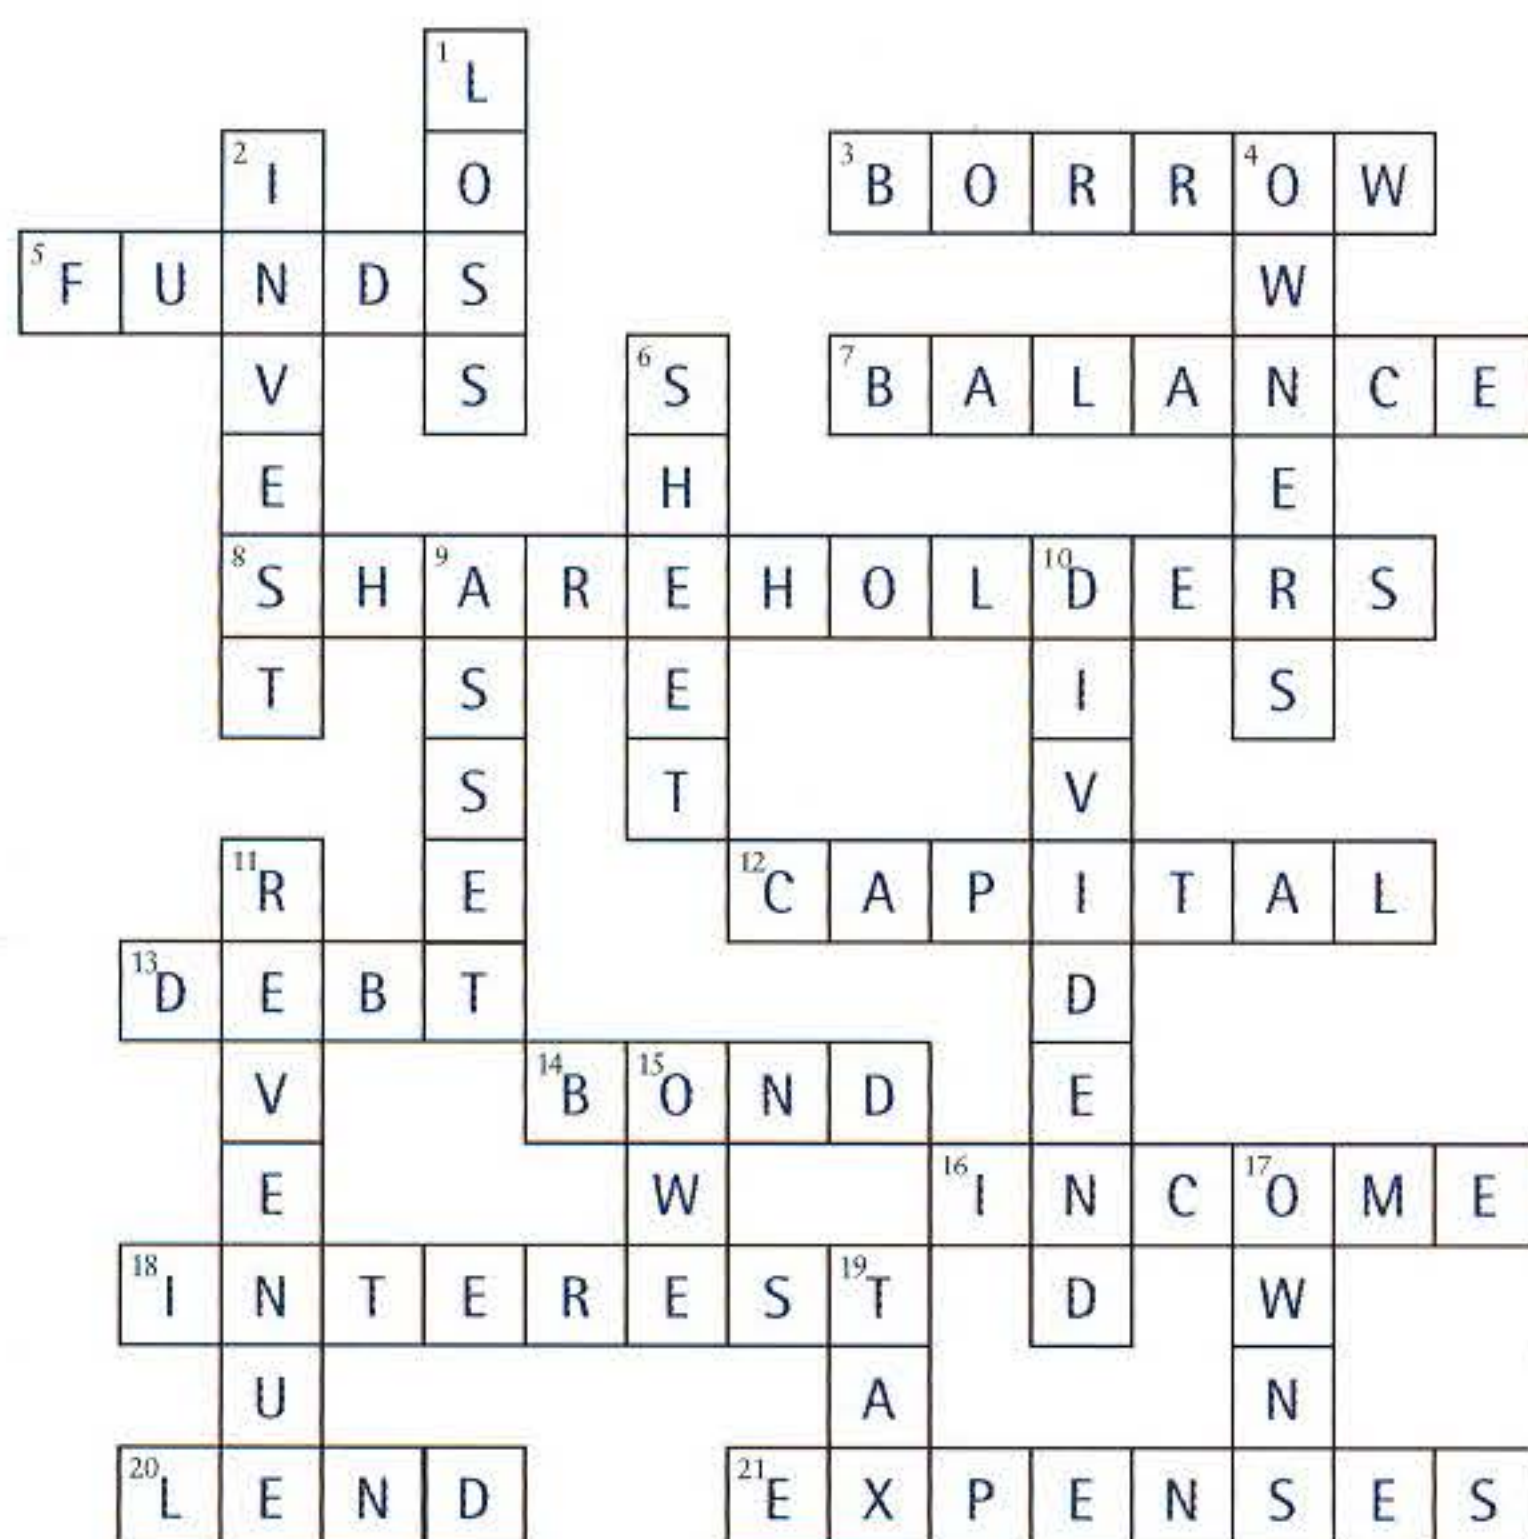 1 L
2 I O 3 B O R R 4 O W
5 F U N D S W
V S 6 S 7 B A L A N C E
E H E
8 S H 9 A R E H O L 10 D E R S
T S E I S
S T V
11 R E 12 C A P I T A L
13 D E B T D
V 14 B 15 O N D E
E W 16 I N C 17 O M E
18 I N T E R E S 19 T D W
U A N
20 L E N D 21 E X P E N S E S